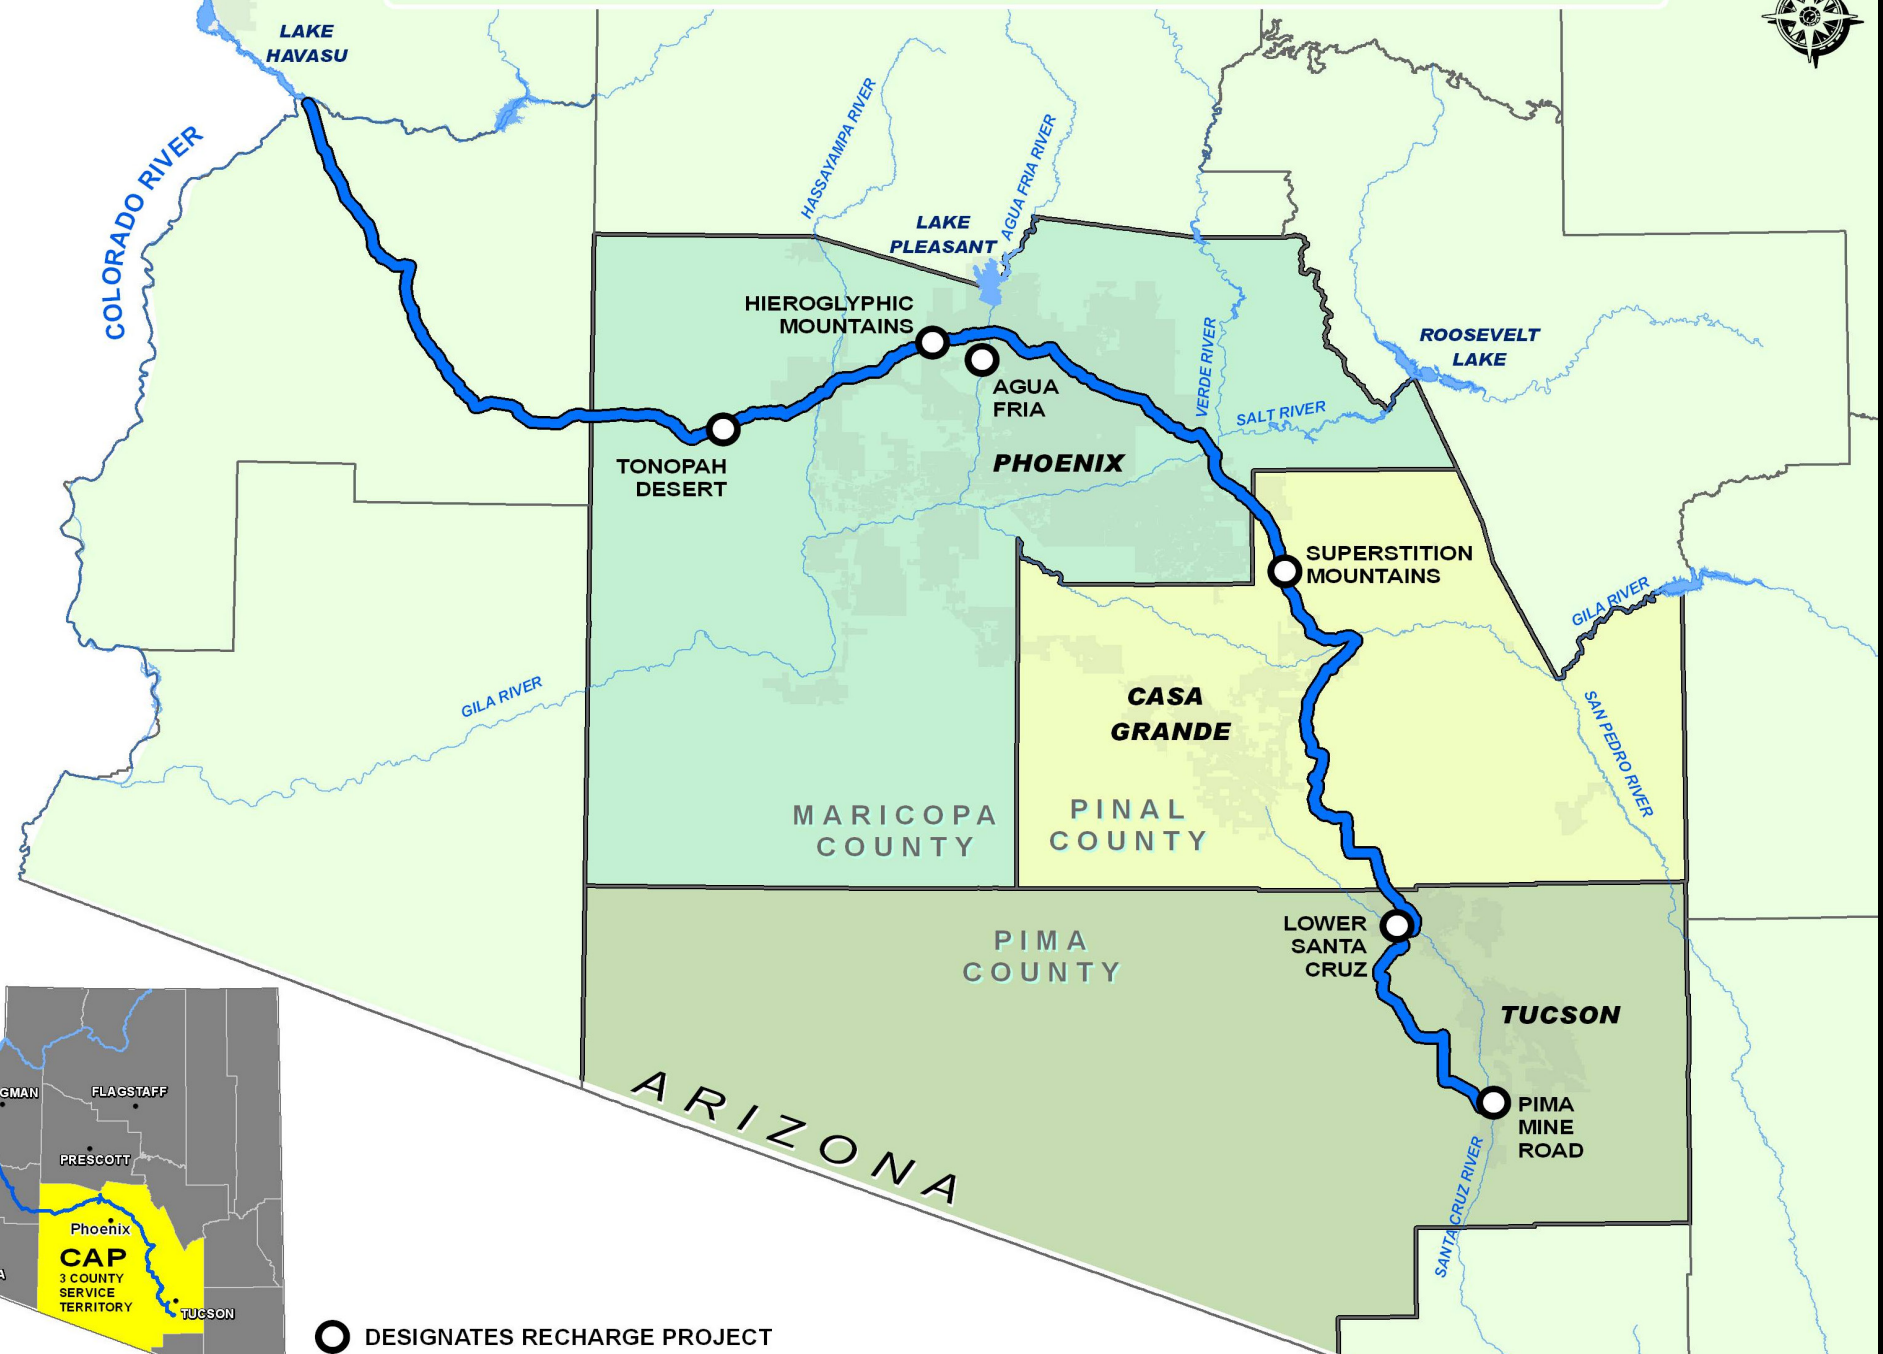 LAKE
HAVASU
COLORADO RIVER
HASSAYAMPA RIVER
AGUA FRIA RIVER
LAKE
PLEASANT
HIEROGLYPHIC
MOUNTAINS
AGUA
FRIA
VERDE RIVER
SALT RIVER
ROOSEVELT
LAKE
TONOPAH
DESERT
PHOENIX
SUPERSTITION
MOUNTAINS
GILA RIVER
GILA RIVER
SAN PEDRO RIVER
CASA
GRANDE
MARICOPA
COUNTY
PINAL
COUNTY
PIMA
COUNTY
LOWER
SANTA
CRUZ
TUCSON
PIMA
MINE
ROAD
SANTA CRUZ RIVER
ARIZONA
GMAN
FLAGSTAFF
PRESCOTT
Phoenix
CAP
3 COUNTY
SERVICE
TERRITORY
TUCSON
DESIGNATES RECHARGE PROJECT